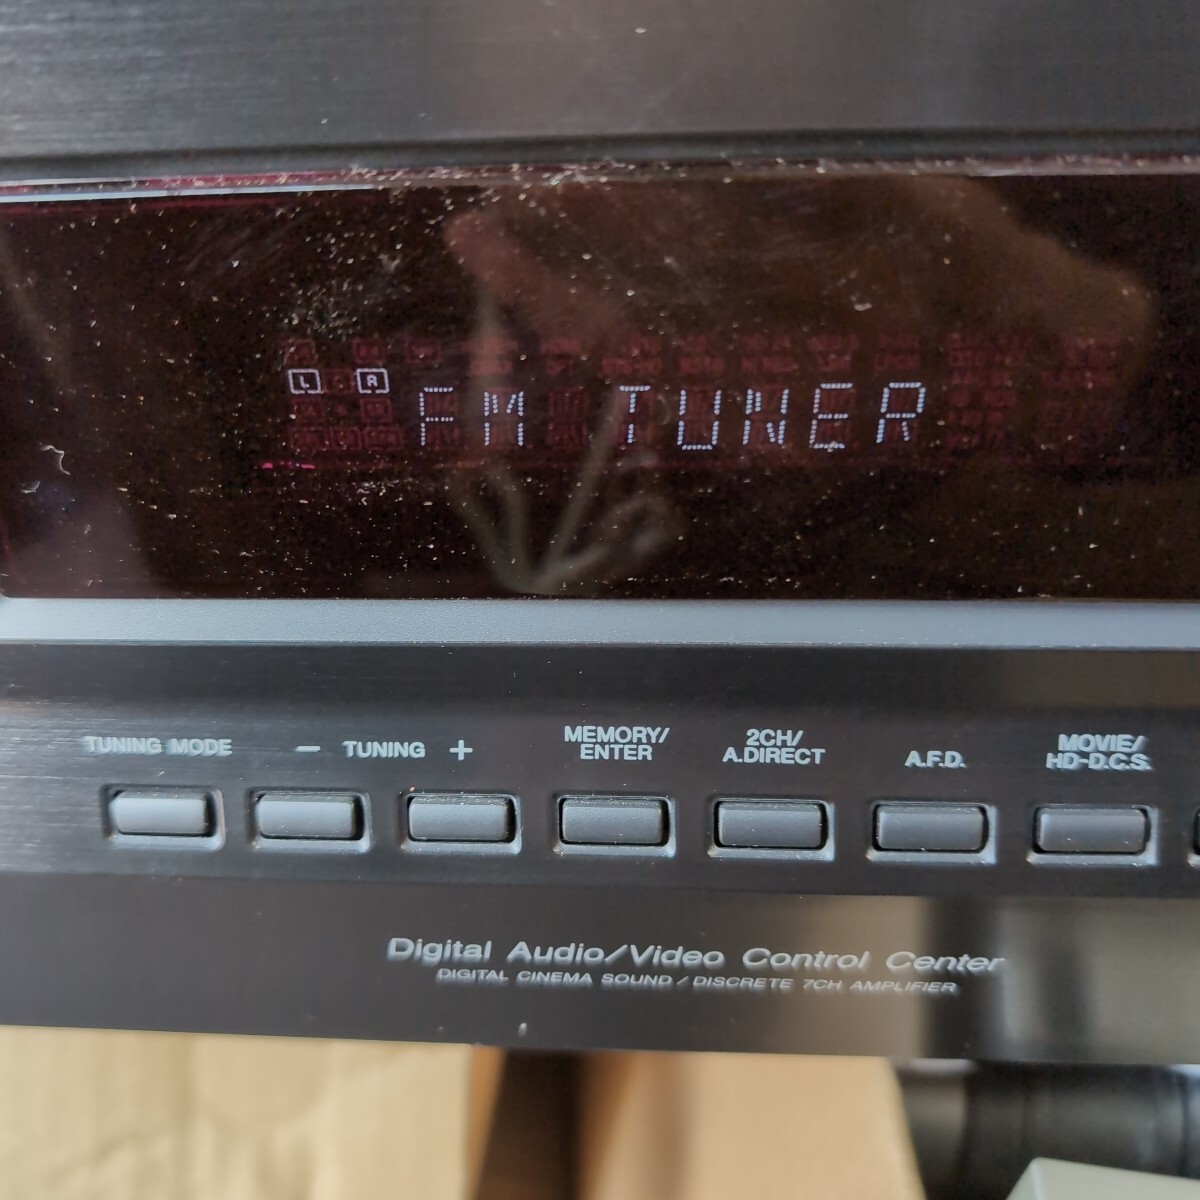 L R
FM TUNER
TUNING MODE
− TUNING +
MEMORY/
ENTER
2CH/
A.DIRECT
A.F.D.
MOVIE/
HD-D.C.S.
Digital Audio/Video Control Center
DIGITAL CINEMA SOUND / DISCRETE 7CH AMPLIFIER